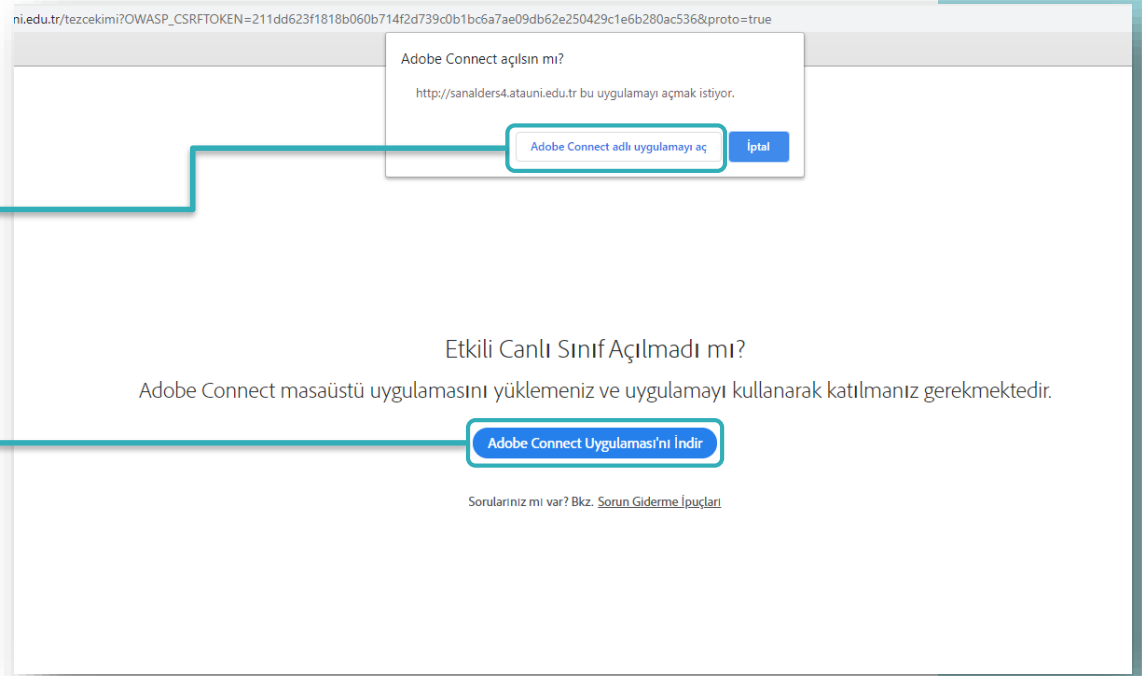 ni.edu.tr/tezcekimi?OWASP_CSRFTOKEN=211dd623f1818b060b714f2d739c0b1bc6a7ae09db62e250429c1e6b280ac536&proto=true
Adobe Connect açılsın mı?
http://sanalders4.atauni.edu.tr bu uygulamayı açmak istiyor.
Adobe Connect adlı uygulamayı aç
İptal
Etkili Canlı Sınıf Açılmadı mı?
Adobe Connect masaüstü uygulamasını yüklemeniz ve uygulamayı kullanarak katılmanız gerekmektedir.
Adobe Connect Uygulaması'nı İndir
Sorularınız mı var? Bkz. Sorun Giderme İpuçları